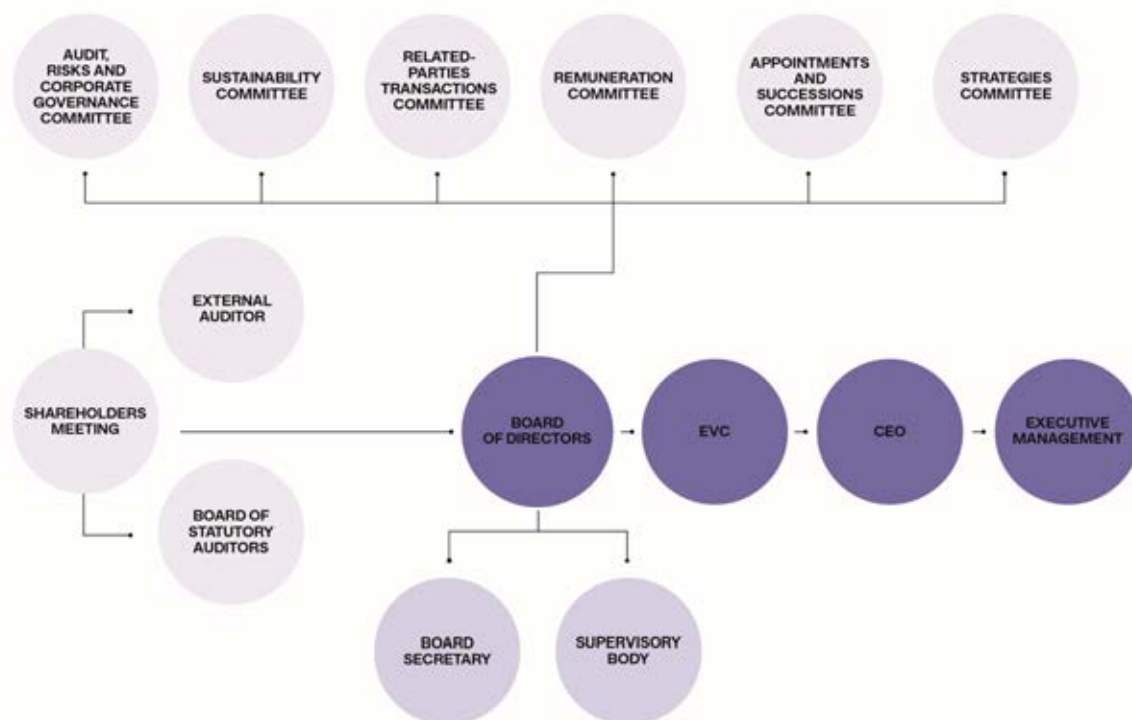 AUDIT,
RISKS AND
CORPORATE
GOVERNANCE
COMMITTEE
SUSTAINABILITY
COMMITTEE
RELATED-
PARTIES
TRANSACTIONS
COMMITTEE
REMUNERATION
COMMITTEE
APPOINTMENTS
AND
SUCCESSIONS
COMMITTEE
STRATEGIES
COMMITTEE
EXTERNAL
AUDITOR
SHAREHOLDERS
MEETING
BOARD
OF DIRECTORS
EVC
CEO
EXECUTIVE
MANAGEMENT
BOARD OF
STATUTORY
AUDITORS
BOARD
SECRETARY
SUPERVISORY
BODY